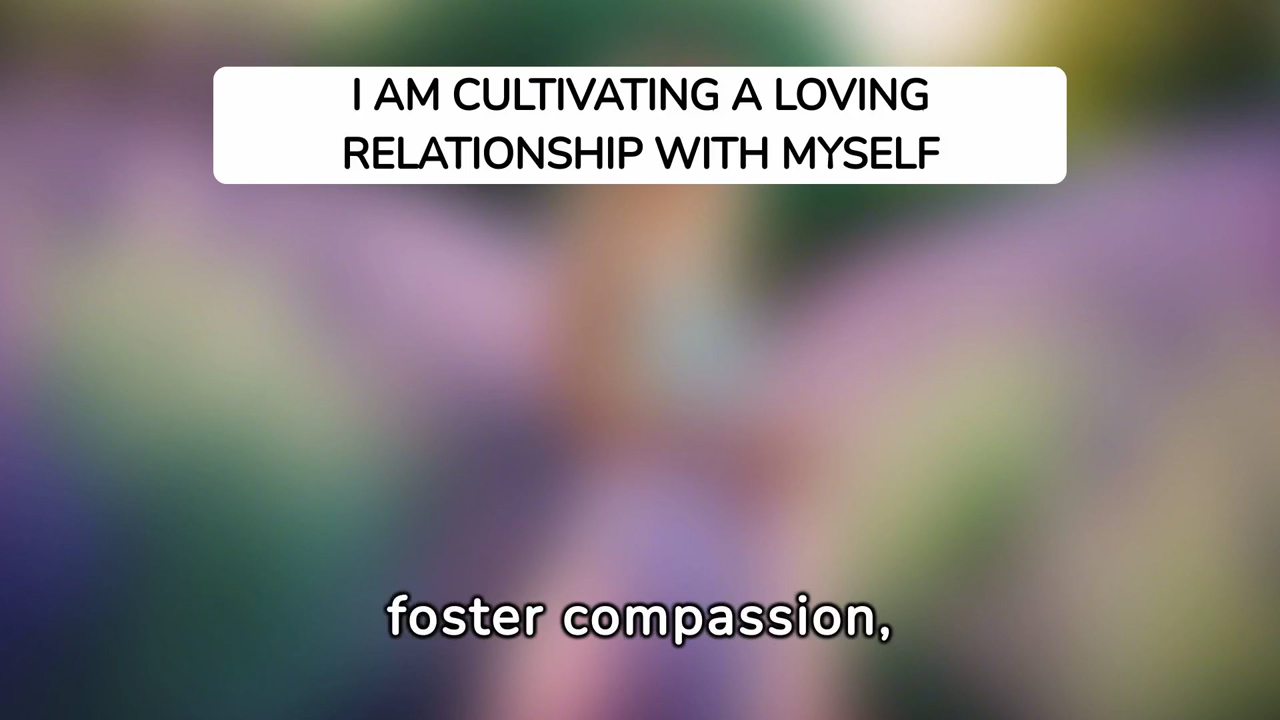 I AM CULTIVATING A LOVING
RELATIONSHIP WITH MYSELF
foster compassion,